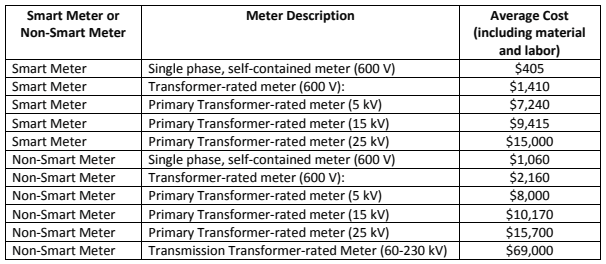 Smart Meter or Non-Smart Meter Meter Description Average Cost (including material and labor)
Smart Meter Single phase, self-contained meter (600 V) $405
Smart Meter Transformer-rated meter (600 V): $1,410
Smart Meter Primary Transformer-rated meter (5 kV) $7,240
Smart Meter Primary Transformer-rated meter (15 kV) $9,415
Smart Meter Primary Transformer-rated meter (25 kV) $15,000
Non-Smart Meter Single phase, self-contained meter (600 V) $1,060
Non-Smart Meter Transformer-rated meter (600 V): $2,160
Non-Smart Meter Primary Transformer-rated meter (5 kV) $8,000
Non-Smart Meter Primary Transformer-rated meter (15 kV) $10,170
Non-Smart Meter Primary Transformer-rated meter (25 kV) $15,700
Non-Smart Meter Transmission Transformer-rated Meter (60-230 kV) $69,000